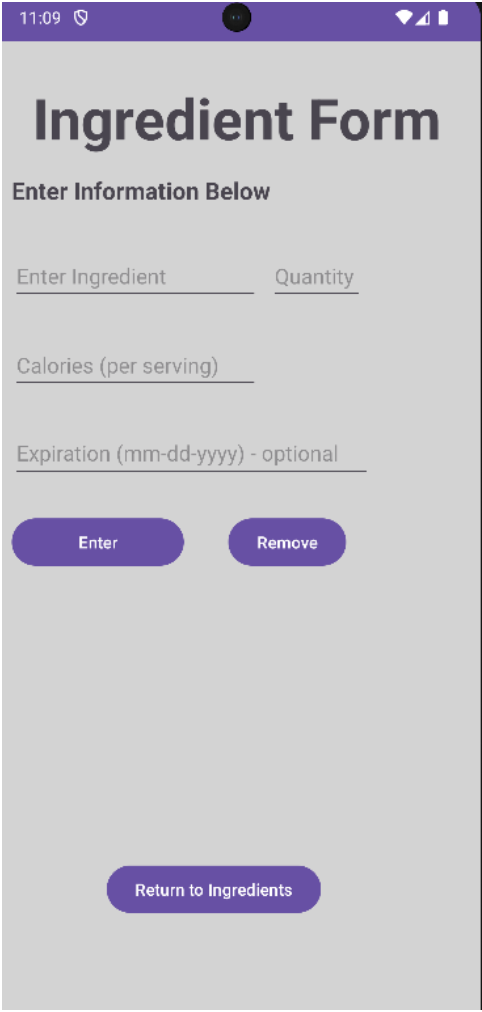 11:09
Ingredient Form
Enter Information Below
Enter Ingredient Quantity
Calories (per serving)
Expiration (mm-dd-yyyy) - optional
Enter Remove
Return to Ingredients